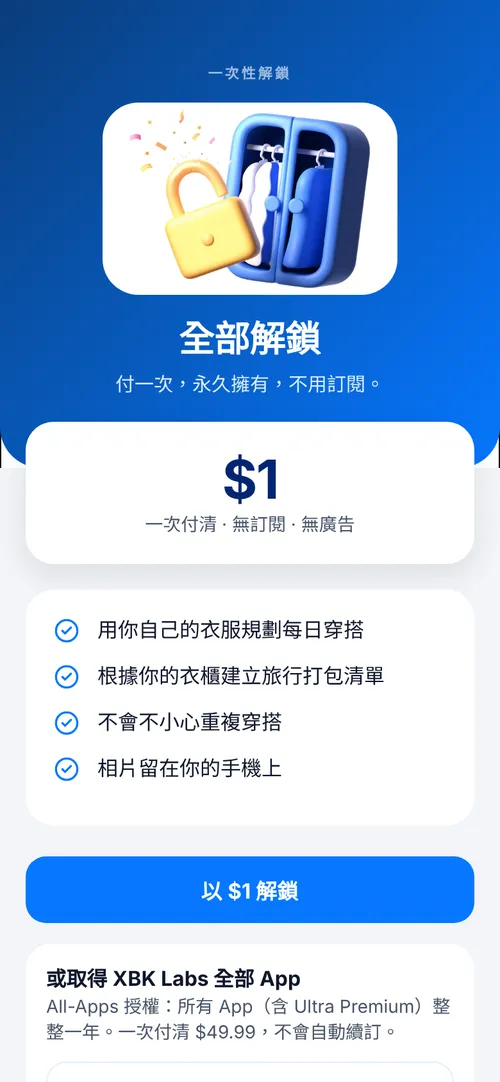 一次性解鎖
全部解鎖
付一次，永久擁有，不用訂閱。
$1
一次付清 · 無訂閱 · 無廣告
用你自己的衣服規劃每日穿搭
根據你的衣櫃建立旅行打包清單
不會不小心重複穿搭
相片留在你的手機上
以 $1 解鎖
或取得 XBK Labs 全部 App
All-Apps 授權：所有 App（含 Ultra Premium）整
整一年。一次付清 $49.99，不會自動續訂。